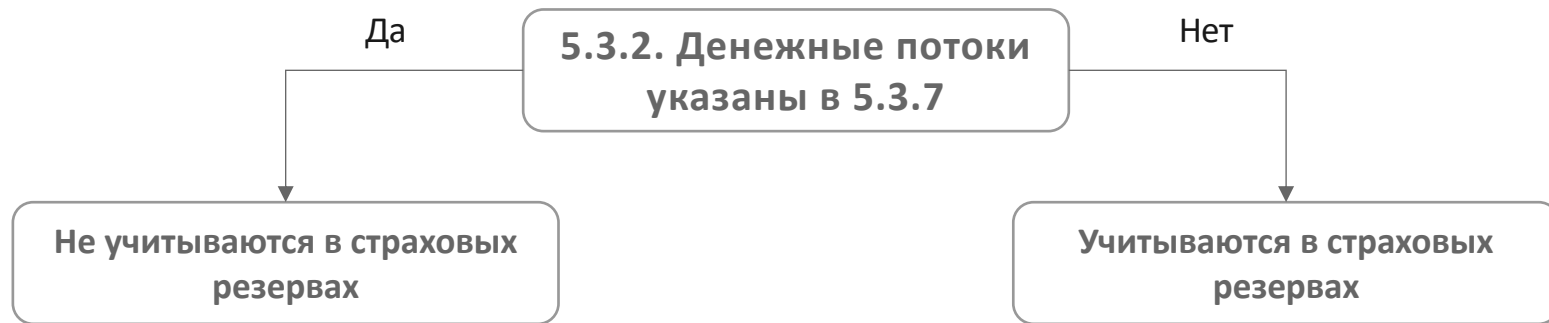 Да
5.3.2. Денежные потоки
указаны в 5.3.7
Нет
Не учитываются в страховых
резервах
Учитываются в страховых
резервах